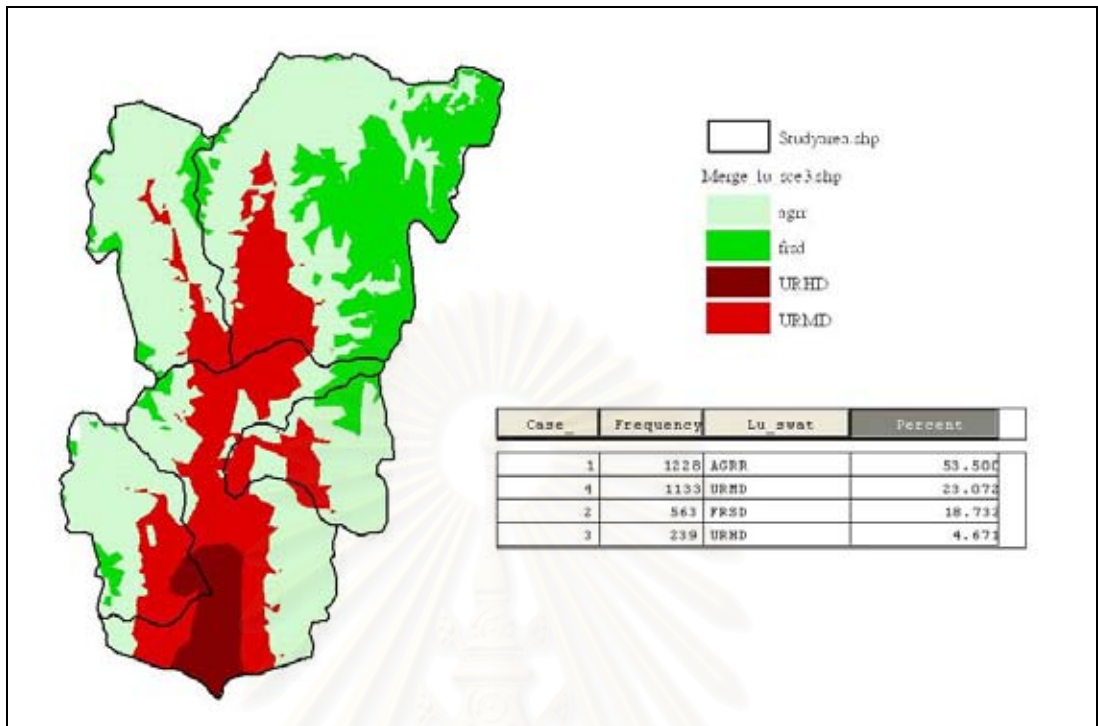 Studyarea.shp
Merge_lu_sce3.shp
agrr
frsd
URHD
URMD
Case_ Frequency Lu_swat Percent
1 1228 AGRR 53.500
4 1133 URMD 23.072
2 563 FRSD 18.732
3 239 URHD 4.671